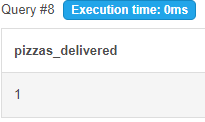 Query #8 Execution time: 0ms
pizzas_delivered
1